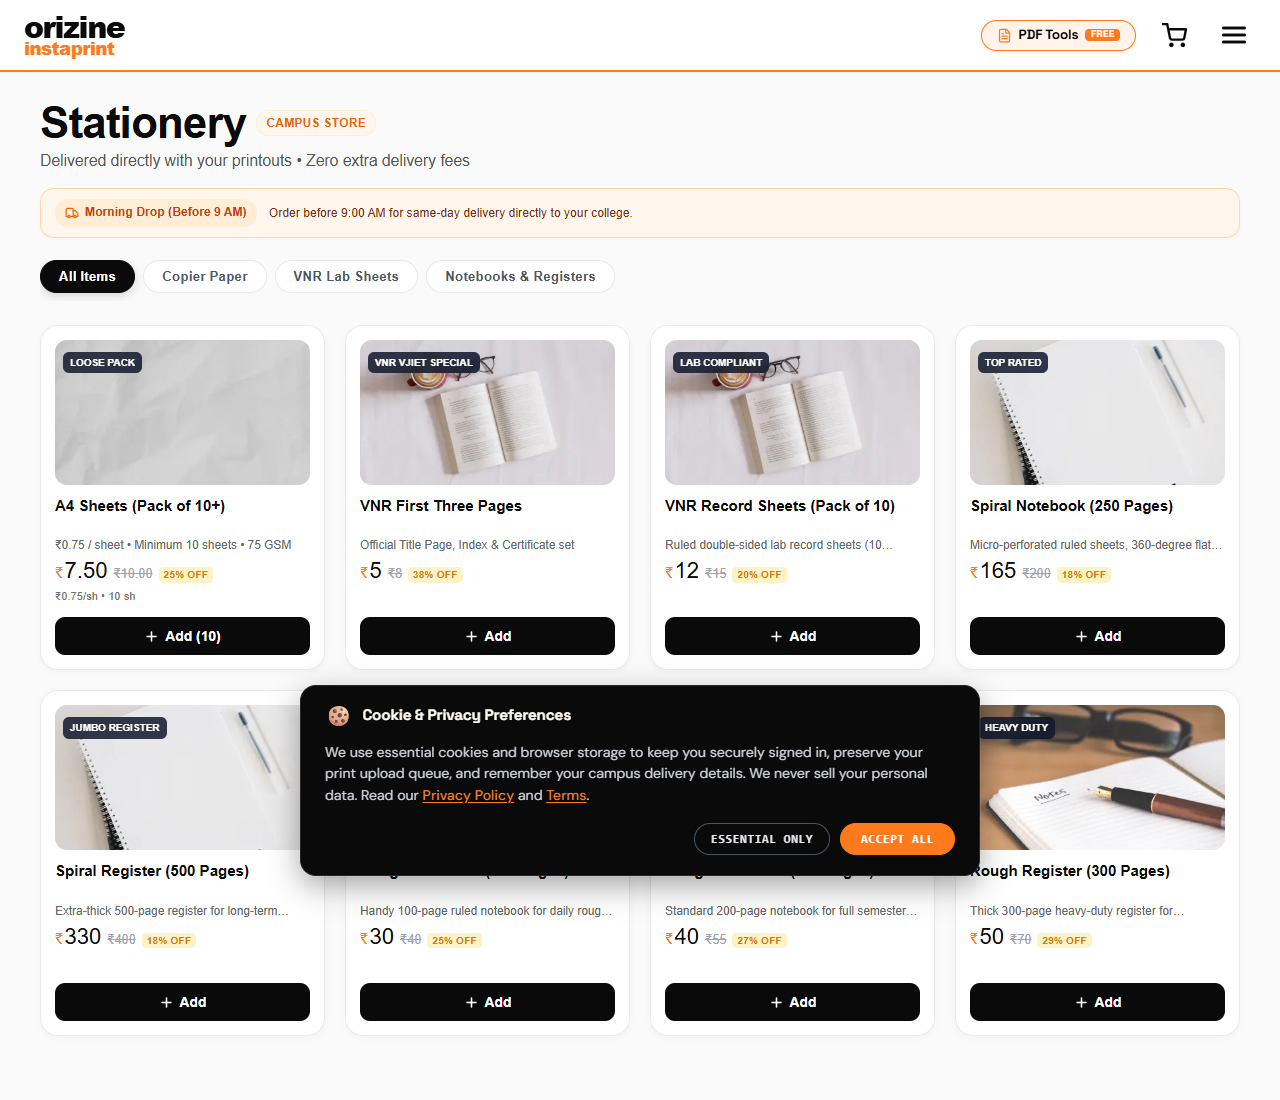 orizine
instaprint
PDF Tools FREE
Stationery CAMPUS STORE
Delivered directly with your printouts • Zero extra delivery fees
Morning Drop (Before 9 AM) Order before 9:00 AM for same-day delivery directly to your college.
All Items Copier Paper VNR Lab Sheets Notebooks & Registers
LOOSE PACK
A4 Sheets (Pack of 10+)
₹0.75 / sheet • Minimum 10 sheets • 75 GSM
₹7.50 ₹10.00 25% OFF
₹0.75/sh • 10 sh
+ Add (10)
VNR VJIET SPECIAL
VNR First Three Pages
Official Title Page, Index & Certificate set
₹5 ₹8 38% OFF
+ Add
LAB COMPLIANT
VNR Record Sheets (Pack of 10)
Ruled double-sided lab record sheets (10…
₹12 ₹15 20% OFF
+ Add
TOP RATED
Spiral Notebook (250 Pages)
Micro-perforated ruled sheets, 360-degree flat…
₹165 ₹200 18% OFF
+ Add
JUMBO REGISTER
Spiral Register (500 Pages)
Extra-thick 500-page register for long-term…
₹330 ₹400 18% OFF
+ Add
Handy 100-page ruled notebook for daily roug…
₹30 ₹40 25% OFF
+ Add
Standard 200-page notebook for full semester…
₹40 ₹55 27% OFF
+ Add
HEAVY DUTY
Notes
Rough Register (300 Pages)
Thick 300-page heavy-duty register for…
₹50 ₹70 29% OFF
+ Add
Cookie & Privacy Preferences
We use essential cookies and browser storage to keep you securely signed in, preserve your
print upload queue, and remember your campus delivery details. We never sell your personal
data. Read our Privacy Policy and Terms.
ESSENTIAL ONLY ACCEPT ALL